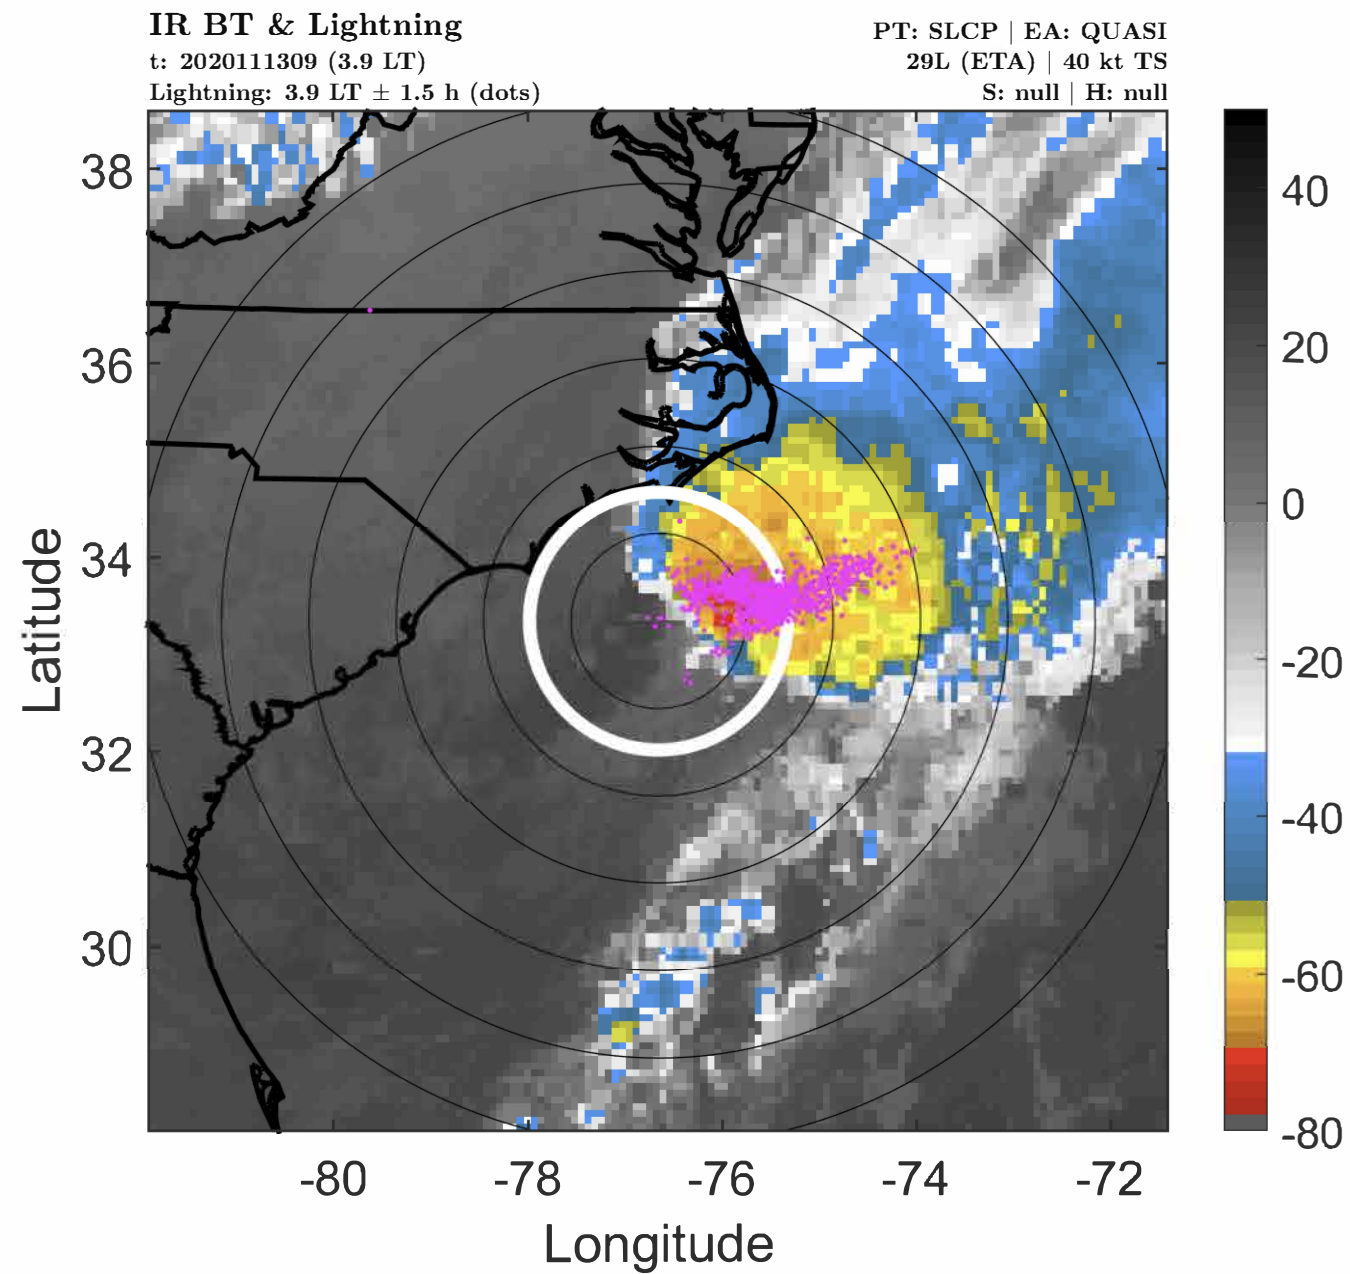 IR BT & Lightning
t: 2020111309 (3.9 LT)
Lightning: 3.9 LT ± 1.5 h (dots)
PT: SLCP | EA: QUASI
29L (ETA) | 40 kt TS
S: null | H: null
38
36
34
32
30
Latitude
-80
-78
-76
-74
-72
Longitude
40
20
0
-20
-40
-60
-80